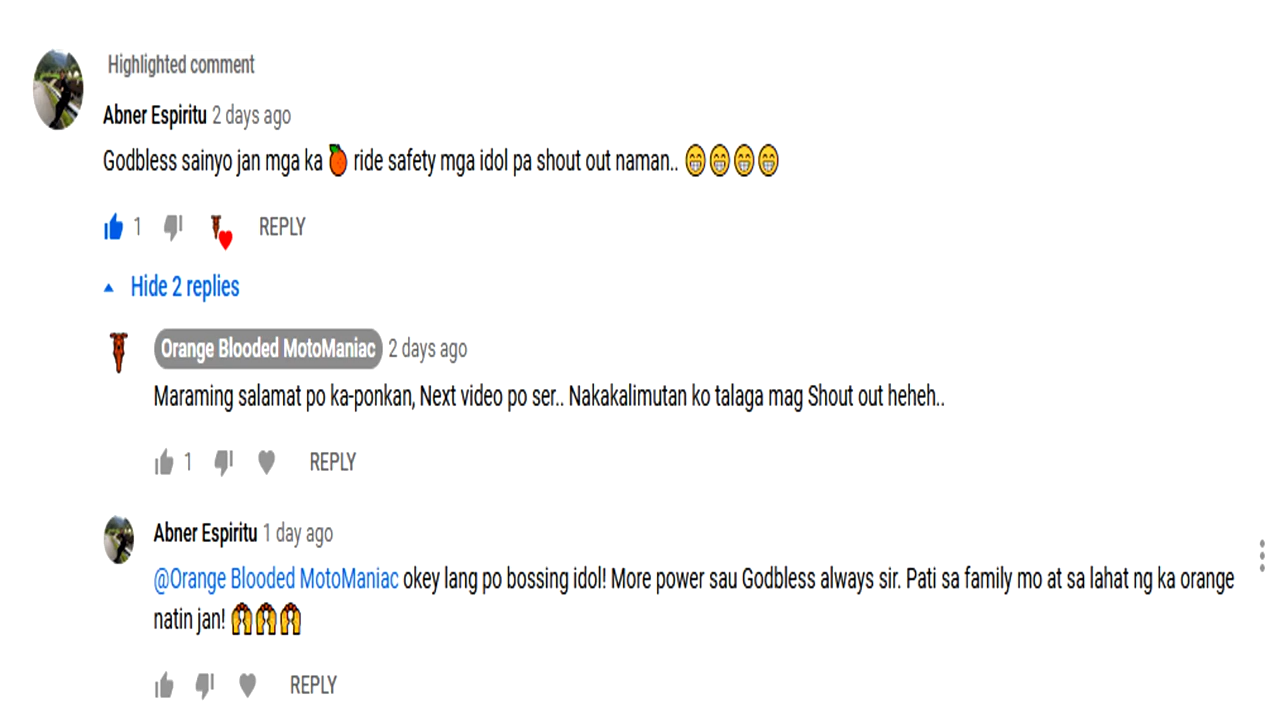 Highlighted comment
Abner Espiritu 2 days ago
Godbless sainyo jan mga ka 🍊 ride safety mga idol pa shout out naman.. 😁😁😁😁
1 REPLY
Hide 2 replies
Orange Blooded MotoManiac 2 days ago
Maraming salamat po ka-ponkan, Next video po ser.. Nakakalimutan ko talaga mag Shout out heheh..
1 REPLY
Abner Espiritu 1 day ago
@Orange Blooded MotoManiac okey lang po bossing idol! More power sau Godbless always sir. Pati sa family mo at sa lahat ng ka orange
natin jan! 🙌🙌🙌
REPLY